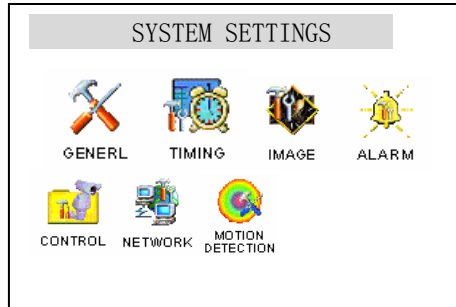 SYSTEM SETTINGS
GENERL TIMING IMAGE ALARM
CONTROL NETWORK MOTION
DETECTION